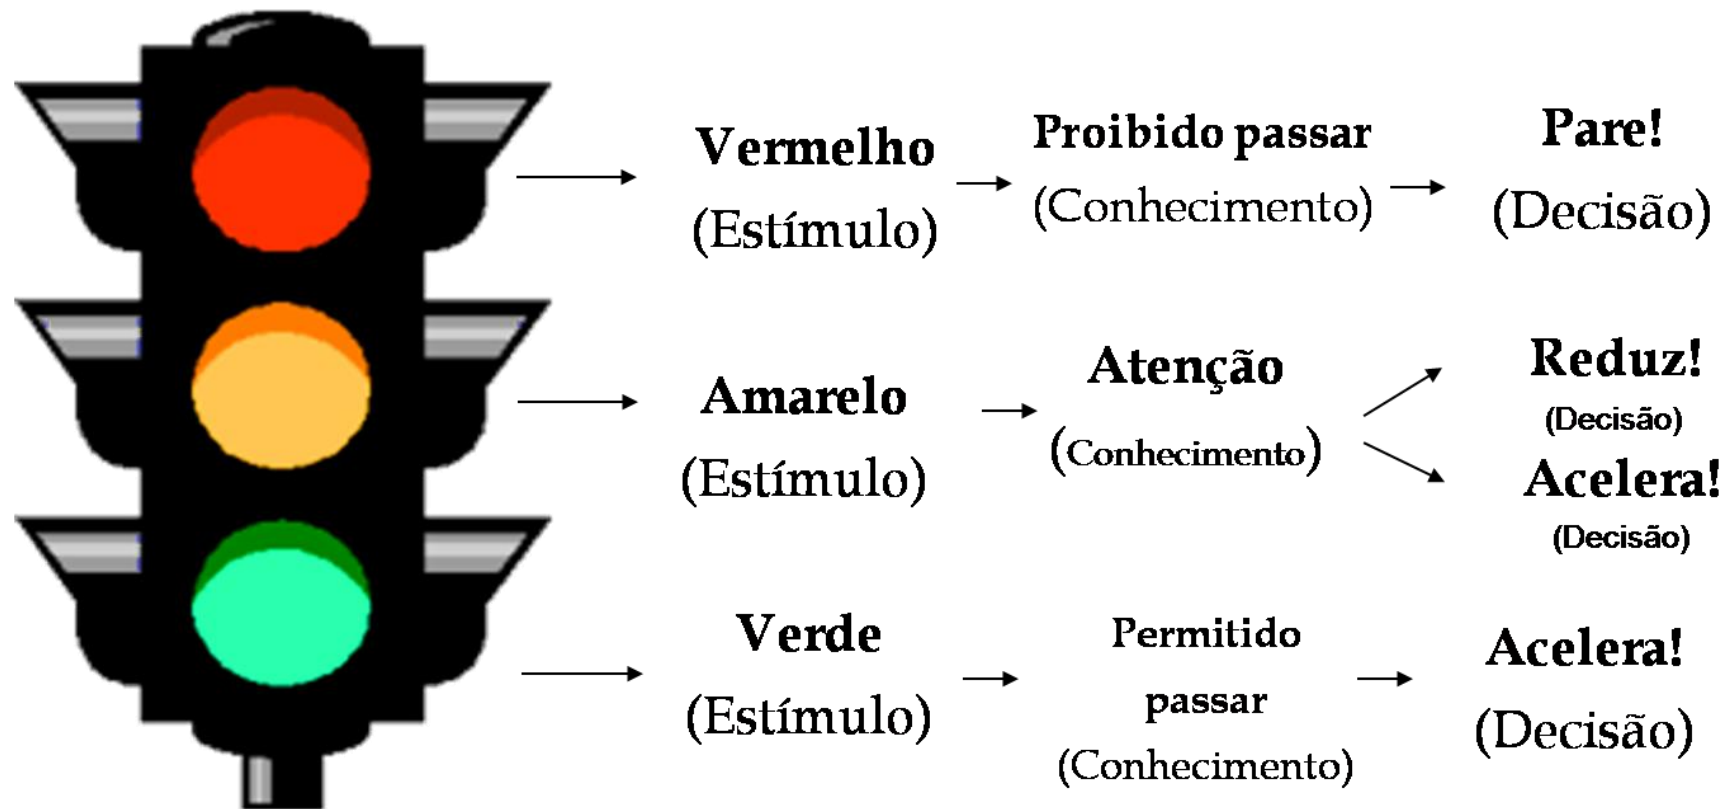 Vermelho
(Estímulo)
Proibido passar
(Conhecimento)
Pare!
(Decisão)
Amarelo
(Estímulo)
Atenção
(Conhecimento)
Reduz!
(Decisão)
Acelera!
(Decisão)
Verde
(Estímulo)
Permitido
passar
(Conhecimento)
Acelera!
(Decisão)